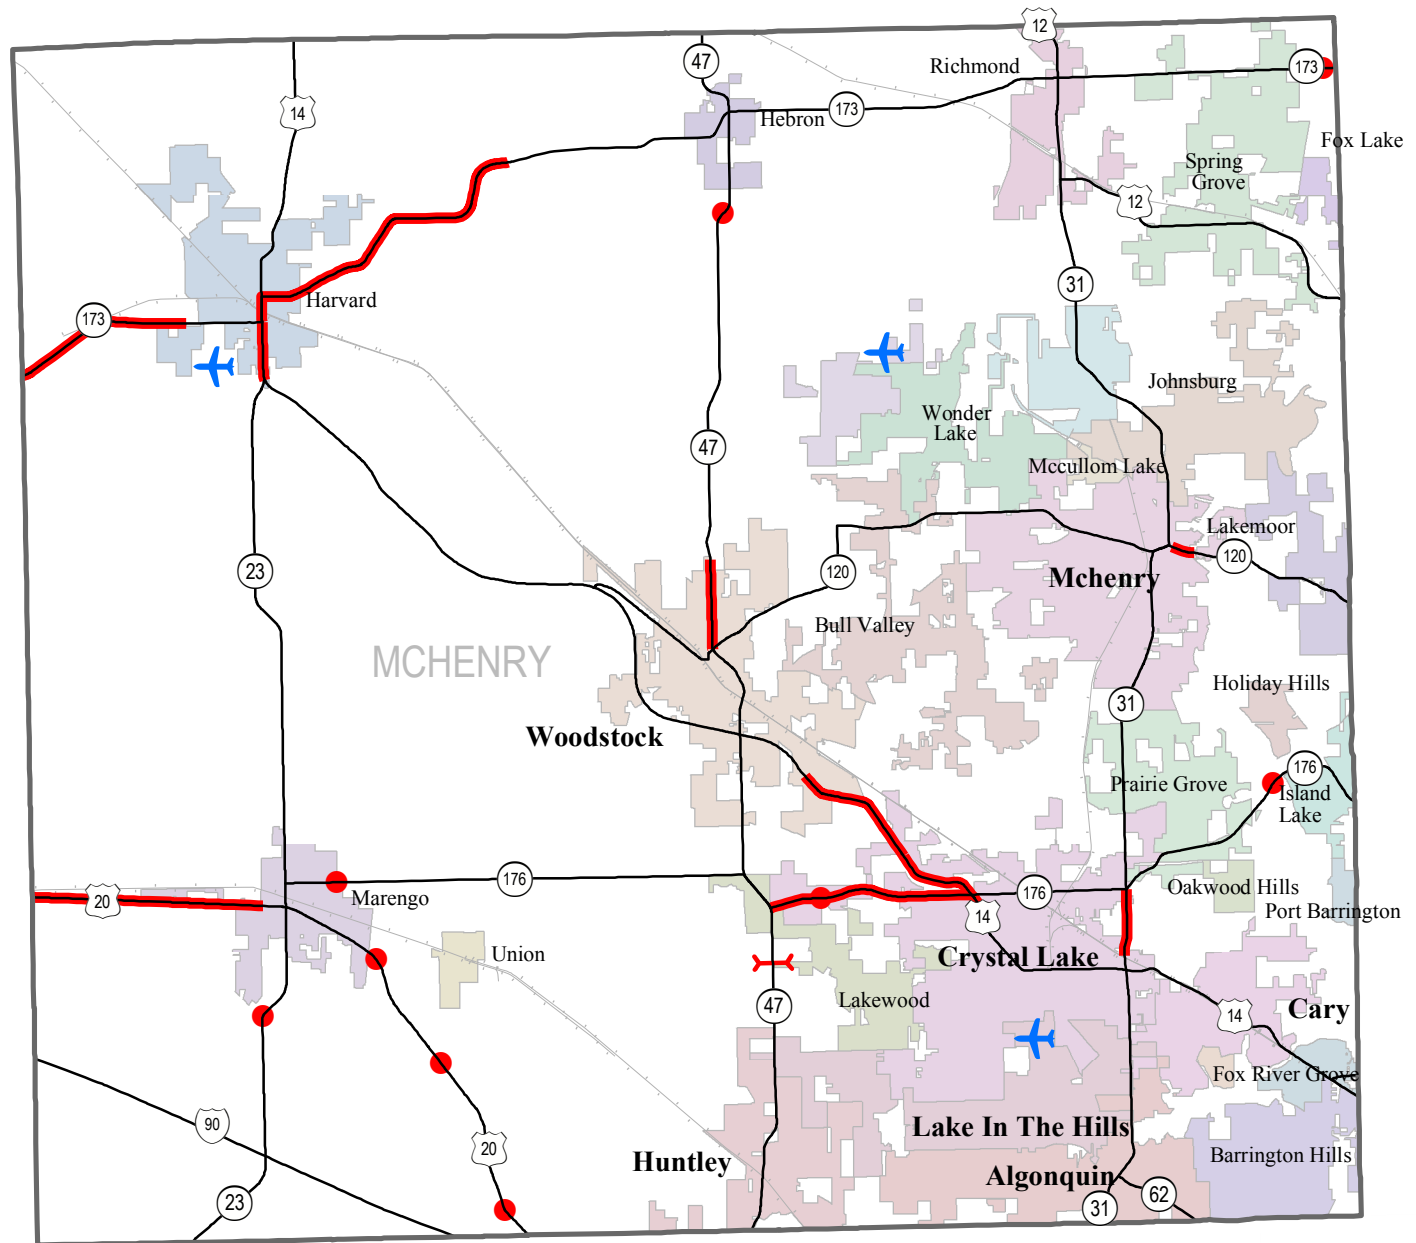 12
47
Richmond
173
14
173
Hebron
Fox Lake
Spring
Grove
12
31
Harvard
173
Johnsburg
Wonder
Lake
47
Mccullom Lake
Lakemoor
120
23
120
Mchenry
Bull Valley
MCHENRY
Holiday Hills
31
Woodstock
176
Prairie Grove
Island
Lake
176
176
Oakwood Hills
Marengo
20
14
Port Barrington
Union
Crystal Lake
Lakewood
47
Cary
14
Fox River Grove
90
Lake In The Hills
20
Huntley
Barrington Hills
Algonquin
62
23
31